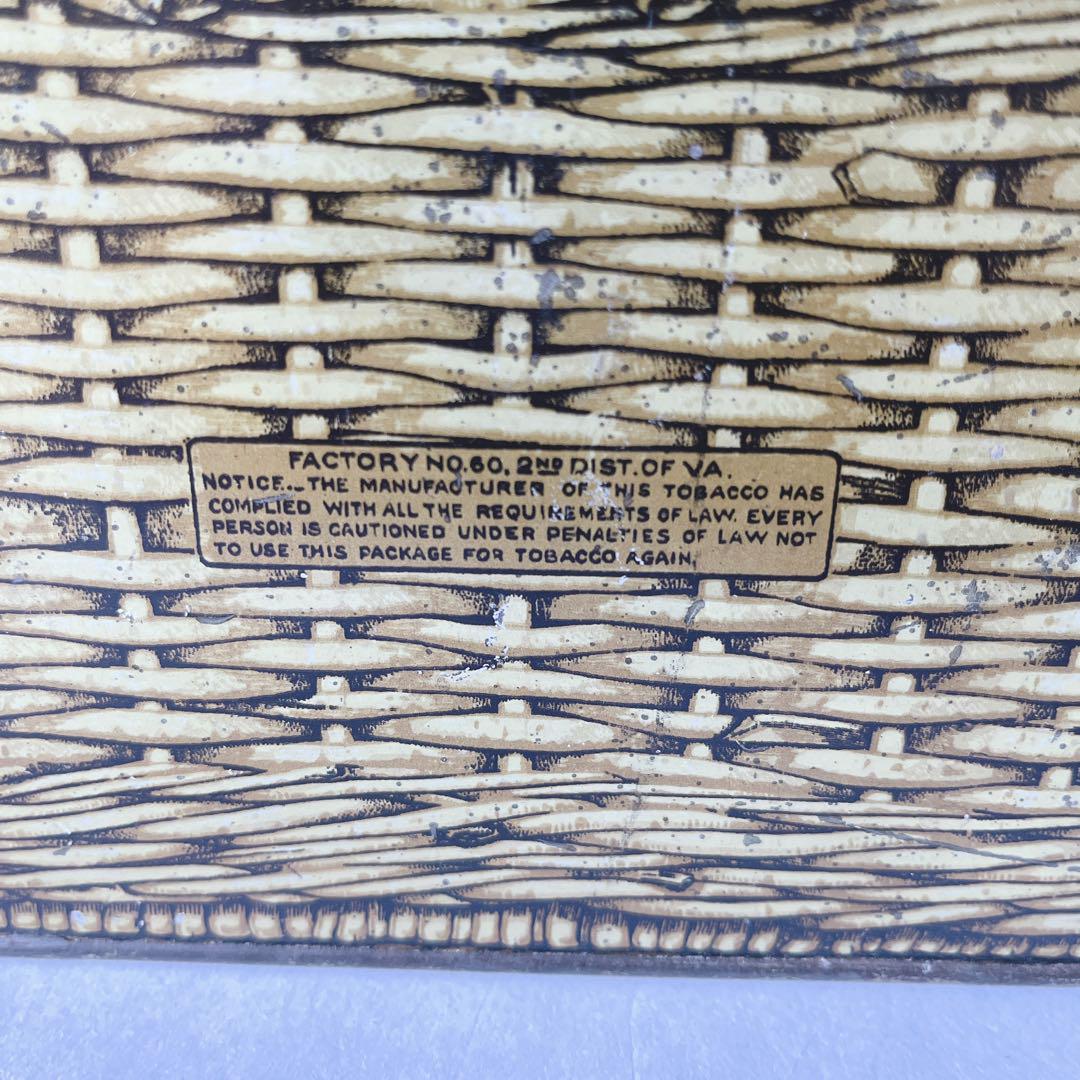 FACTORY NO.60, 2ND DIST. OF VA.
NOTICE.--THE MANUFACTURER OF THIS TOBACCO HAS
COMPLIED WITH ALL THE REQUIREMENTS OF LAW. EVERY
PERSON IS CAUTIONED UNDER PENALTIES OF LAW NOT
TO USE THIS PACKAGE FOR TOBACCO AGAIN.